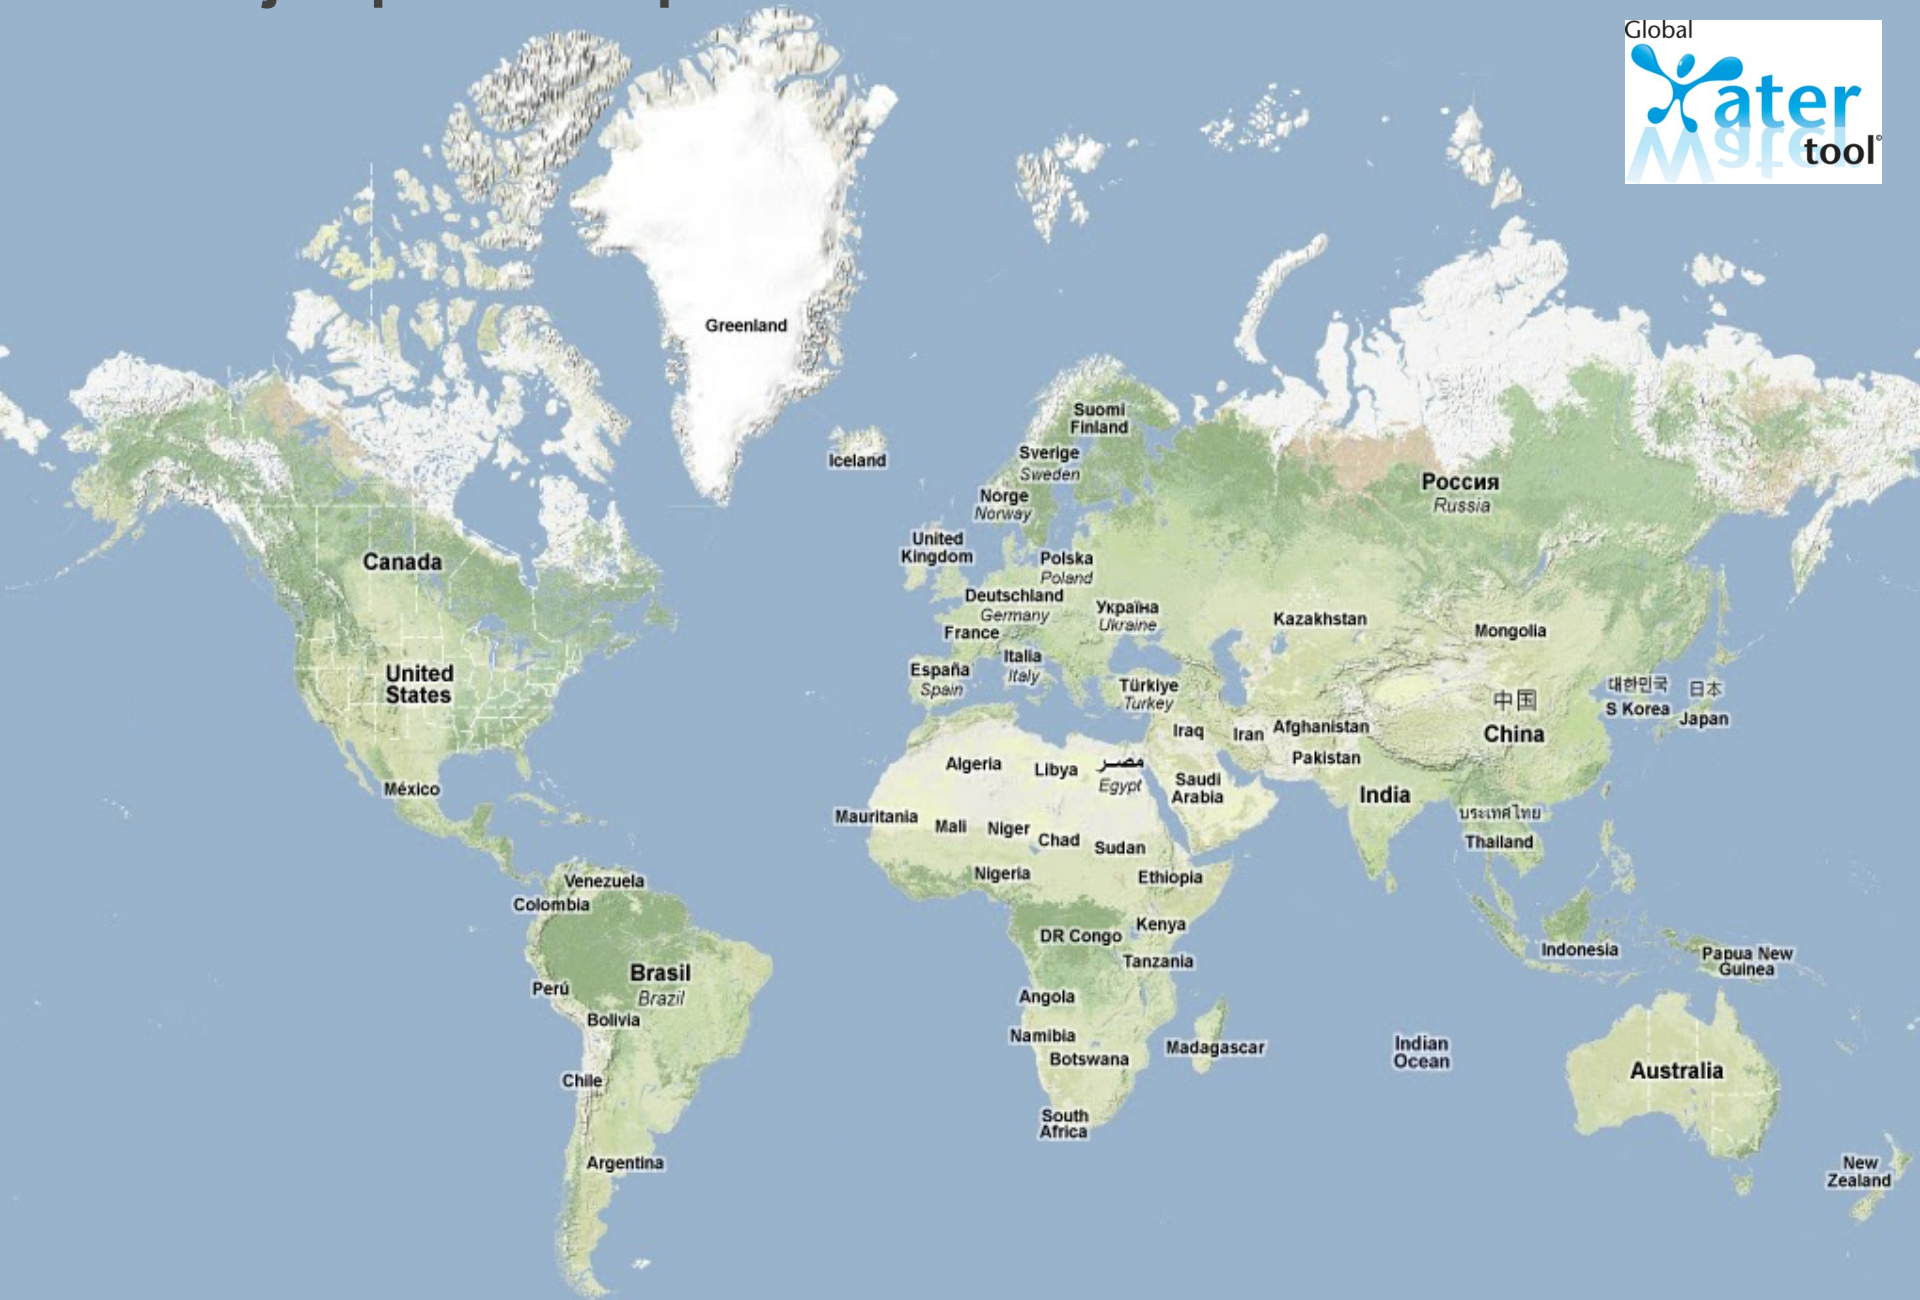 Global
Water
tool©
Greenland
Iceland
Suomi
Finland
Sverige
Sweden
Norge
Norway
Россия
Russia
United
Kingdom
Polska
Poland
Deutschland
Germany
Україна
Ukraine
France
Canada
Kazakhstan
Mongolia
United
States
España
Spain
Italia
Italy
Türkiye
Turkey
中国
China
대한민국
S Korea
日本
Japan
Iraq
Iran
Afghanistan
Pakistan
Algeria
Libya
مصر
Egypt
Saudi
Arabia
India
México
Mauritania
Mali
Niger
Chad
Sudan
ประเทศไทย
Thailand
Nigeria
Ethiopia
Venezuela
Colombia
DR Congo
Kenya
Tanzania
Indonesia
Papua New
Guinea
Brasil
Brazil
Perú
Bolivia
Angola
Namibia
Botswana
Madagascar
Indian
Ocean
Australia
Chile
South
Africa
Argentina
New
Zealand